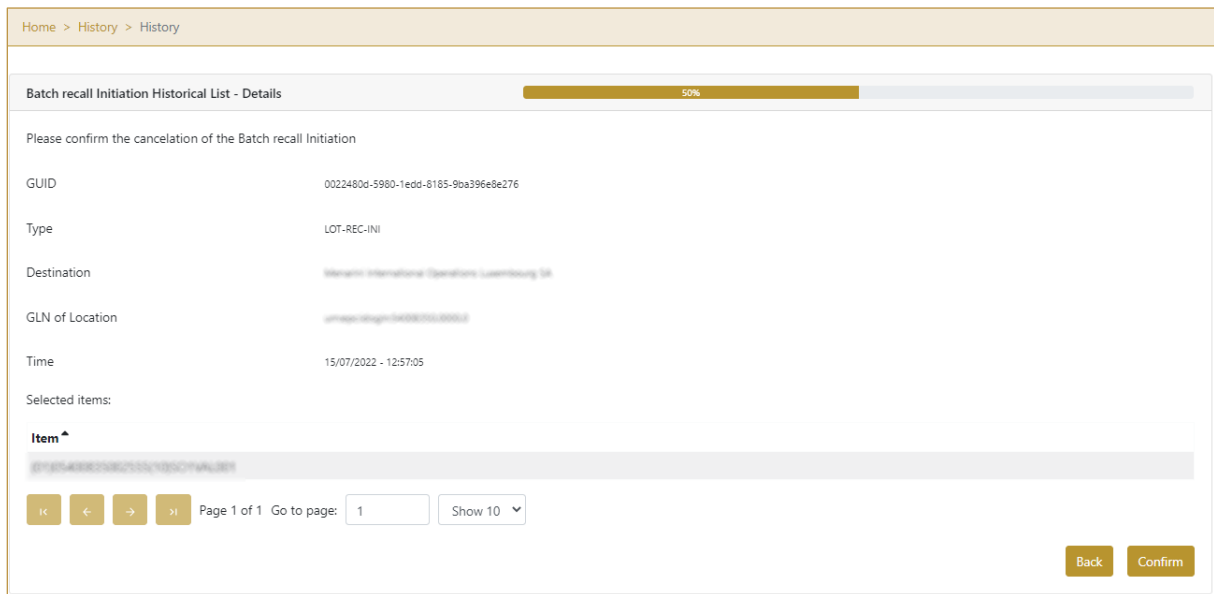 Home > History > History
Batch recall Initiation Historical List - Details 50%
Please confirm the cancelation of the Batch recall Initiation
GUID 0022480d-5980-1edd-8185-9ba396e8e276
Type LOT-REC-INI
Destination
GLN of Location
Time 15/07/2022 - 12:57:05
Selected items:
Item
Page 1 of 1 Go to page: 1 Show 10
Back Confirm